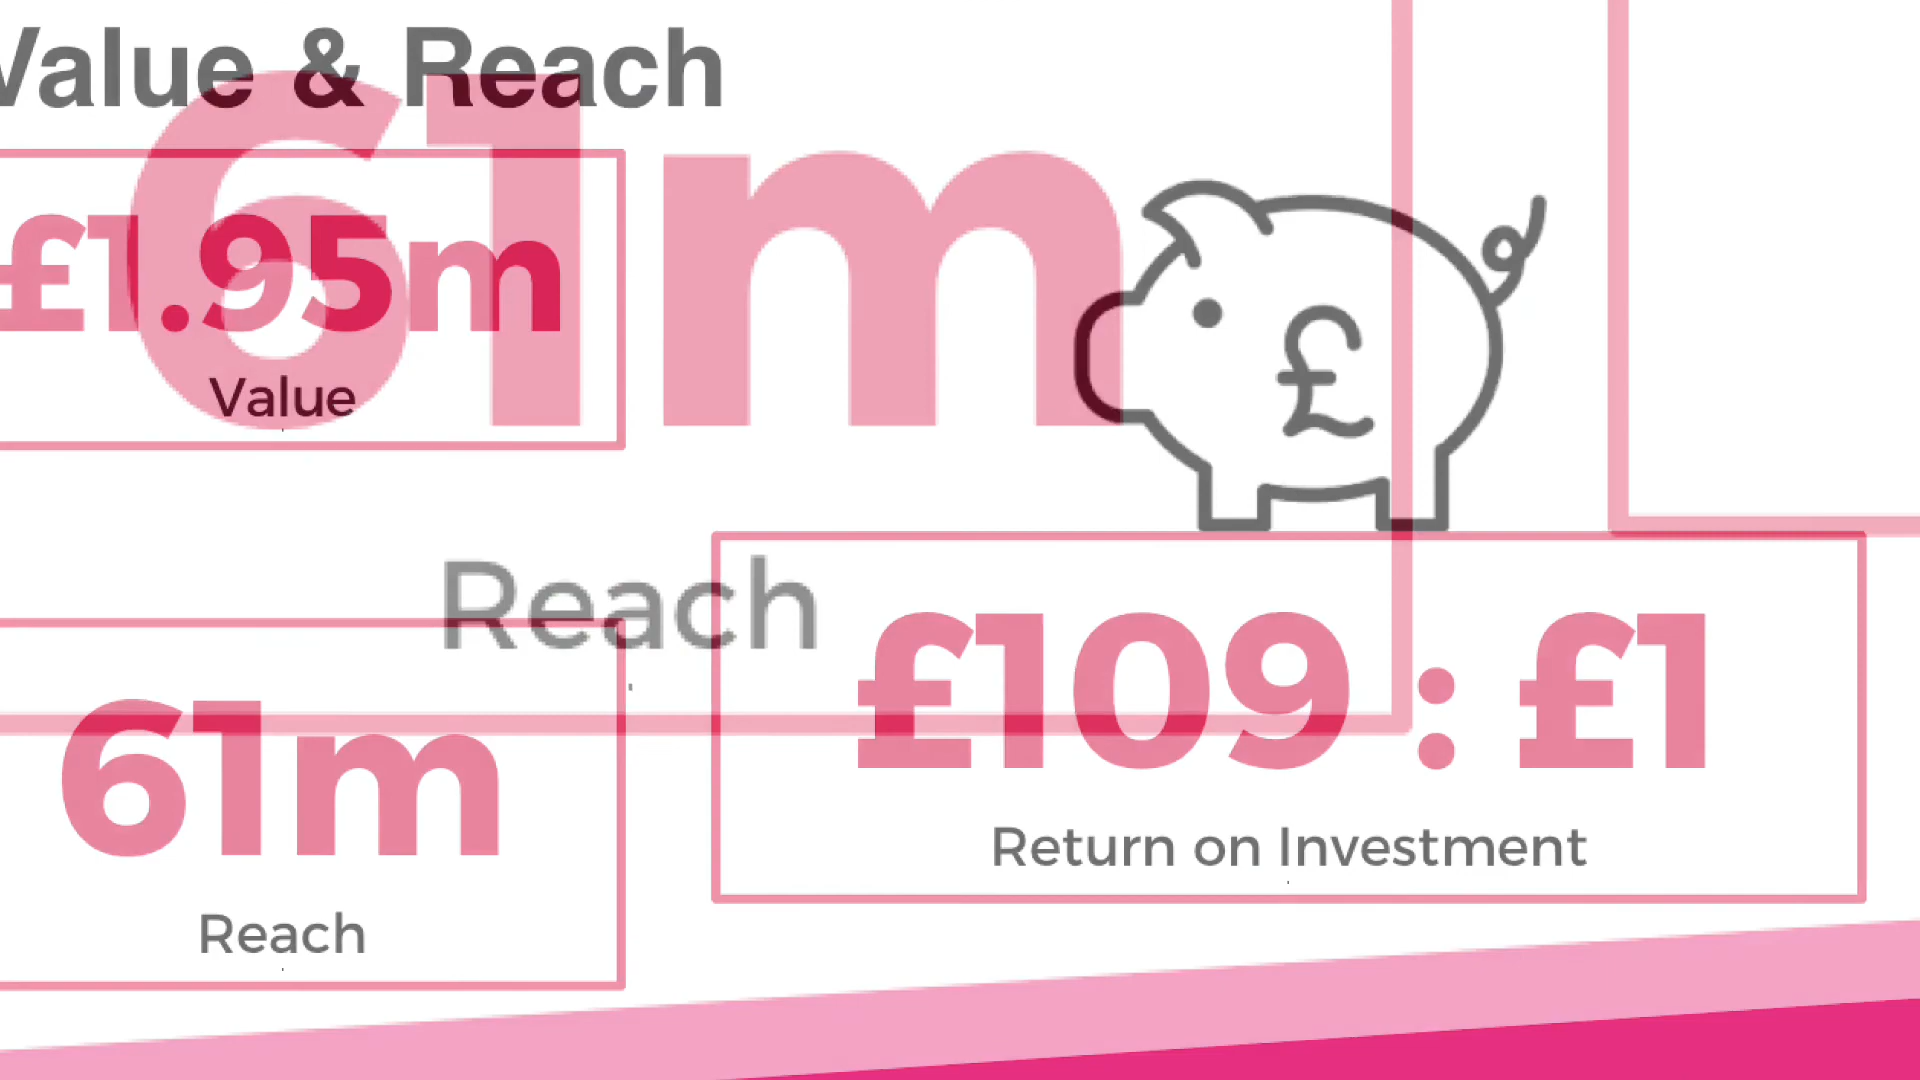 Value & Reach
61m
£1.95m
Value
£
Reach
£109 : £1
61m
Return on Investment
Reach